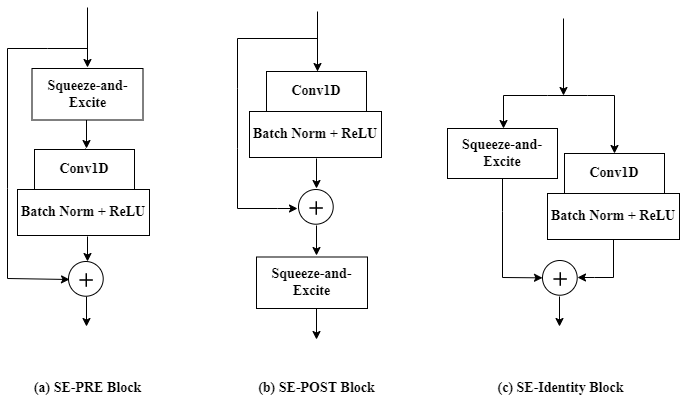 Squeeze-and-
Excite
Conv1D
Batch Norm + ReLU
+
(a) SE-PRE Block
Conv1D
Batch Norm + ReLU
+
Squeeze-and-
Excite
(b) SE-POST Block
Squeeze-and-
Excite
Conv1D
Batch Norm + ReLU
+
(c) SE-Identity Block